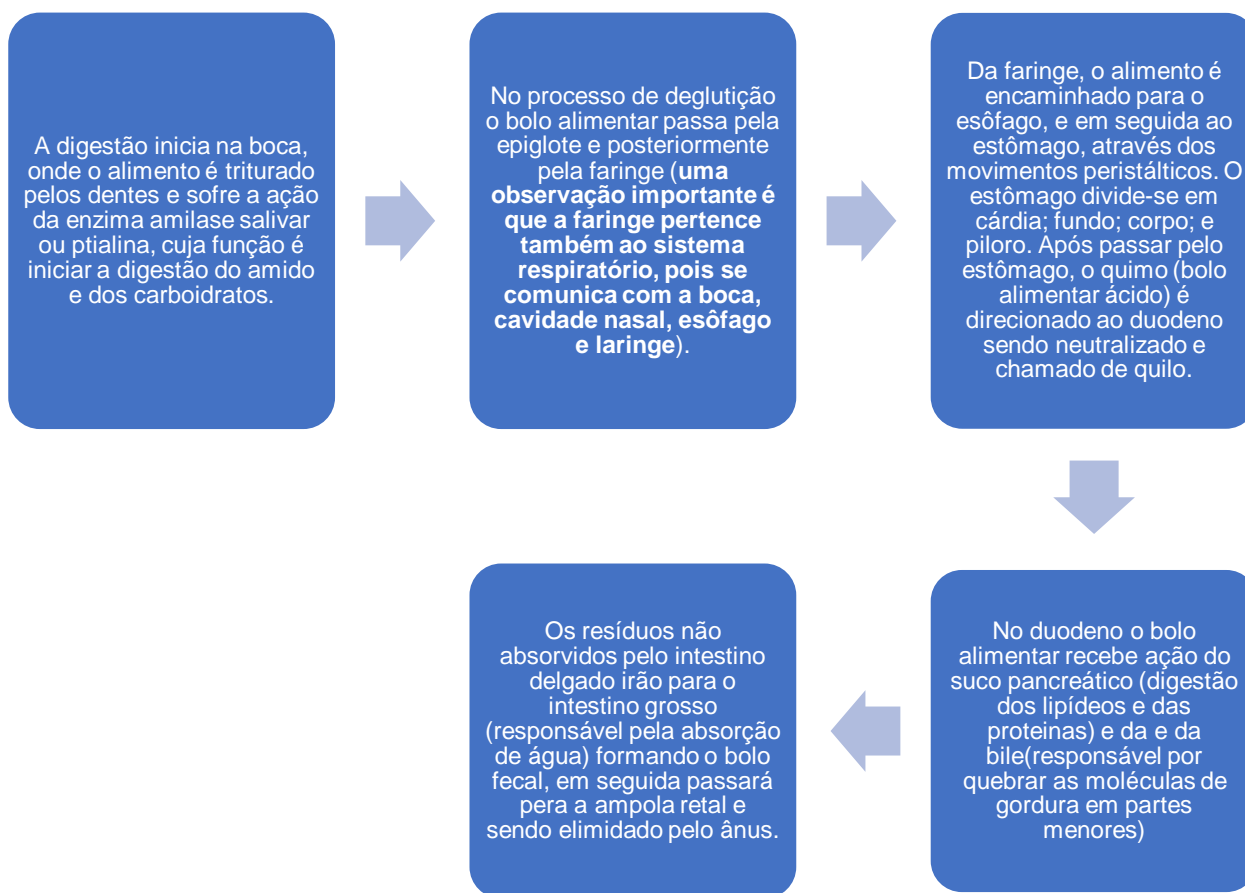 A digestão inicia na boca,
onde o alimento é triturado
pelos dentes e sofre a ação
da enzima amilase salivar
ou ptialina, cuja função é
iniciar a digestão do amido
e dos carboidratos.
No processo de deglutição
o bolo alimentar passa pela
epiglote e posteriormente
pela faringe (uma
observação importante é
que a faringe pertence
também ao sistema
respiratório, pois se
comunica com a boca,
cavidade nasal, esôfago
e laringe).
Da faringe, o alimento é
encaminhado para o
esôfago, e em seguida ao
estômago, através dos
movimentos peristálticos. O
estômago divide-se em
cárdia; fundo; corpo; e
piloro. Após passar pelo
estômago, o quimo (bolo
alimentar ácido) é
direcionado ao duodeno
sendo neutralizado e
chamado de quilo.
No duodeno o bolo
alimentar recebe ação do
suco pancreático (digestão
dos lipídeos e das
proteinas) e da e da
bile(responsável por
quebrar as moléculas de
gordura em partes
menores)
Os resíduos não
absorvidos pelo intestino
delgado irão para o
intestino grosso
(responsável pela absorção
de água) formando o bolo
fecal, em seguida passará
pera a ampola retal e
sendo elimidado pelo ânus.